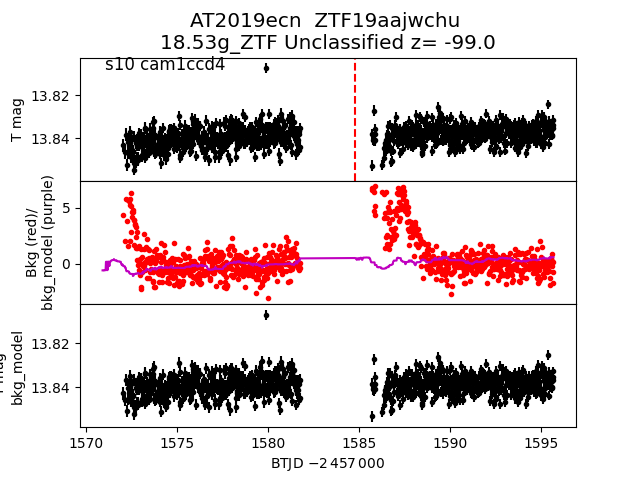 AT2019ecn ZTF19aajwchu
18.53g_ZTF Unclassified z= -99.0
s10 cam1ccd4
T mag
13.82
13.84
Bkg (red)/
bkg_model (purple)
5
0
bkg_model
13.82
13.84
1570 1575 1580 1585 1590 1595
BTJD −2 457 000